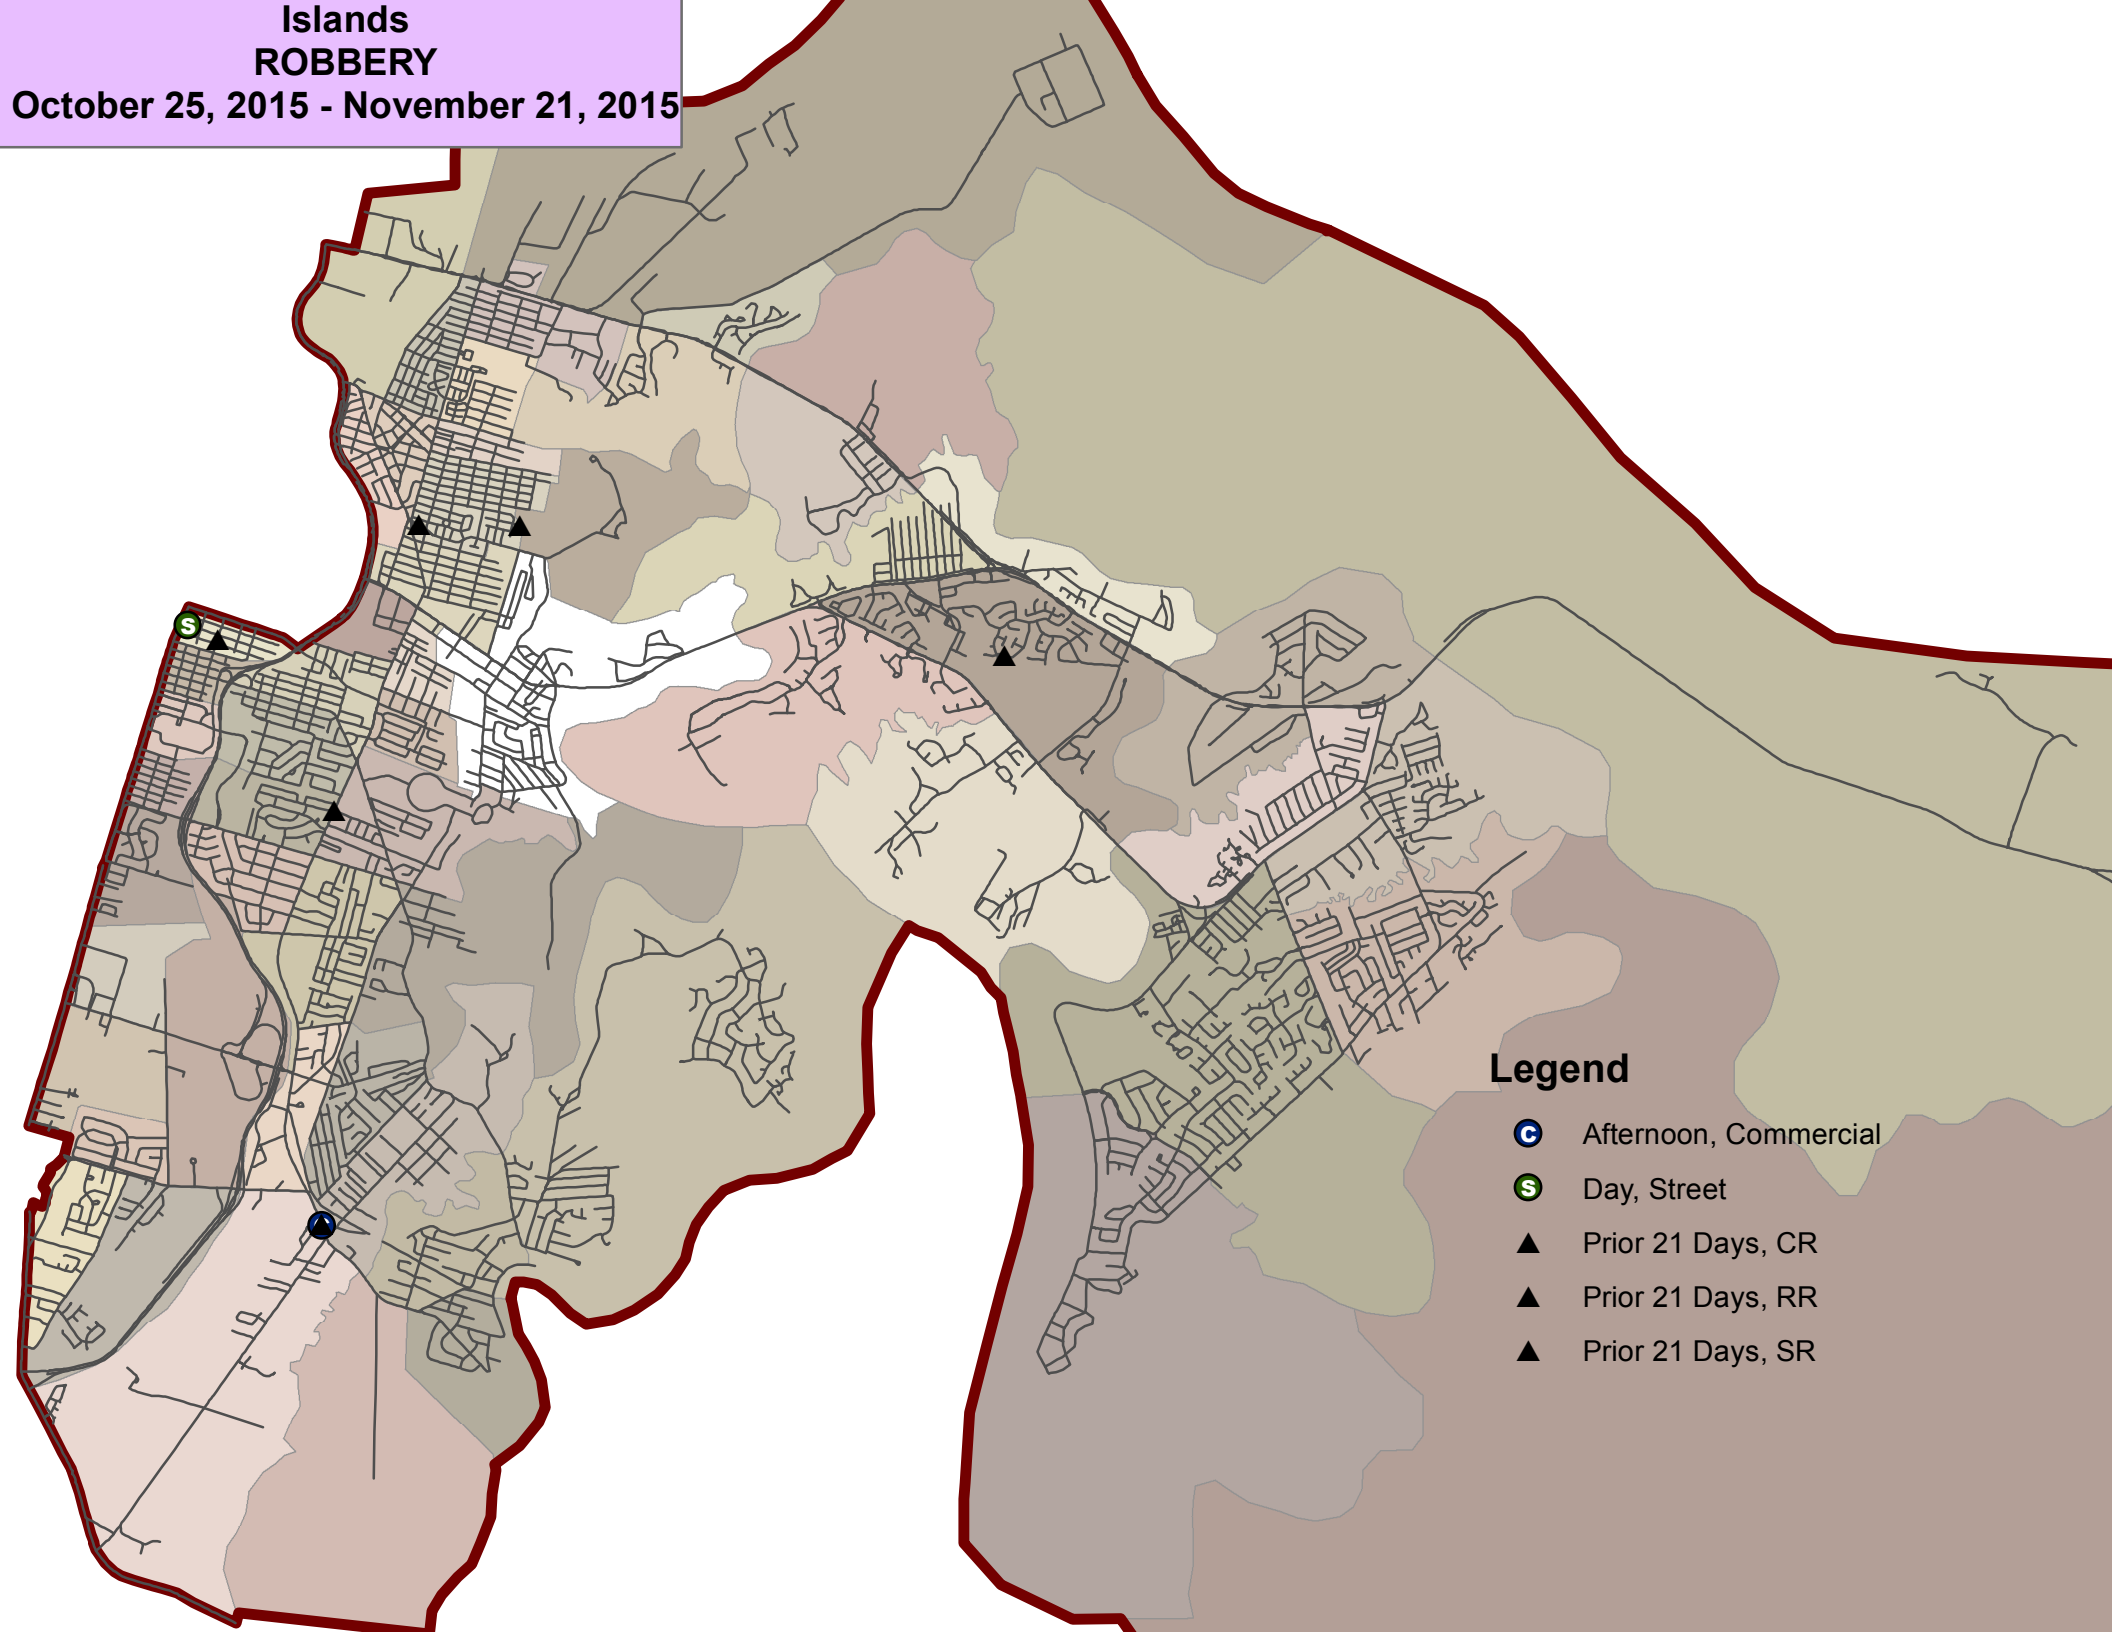 Islands
ROBBERY
October 25, 2015 - November 21, 2015
S
C
Legend
C Afternoon, Commercial
S Day, Street
Prior 21 Days, CR
Prior 21 Days, RR
Prior 21 Days, SR